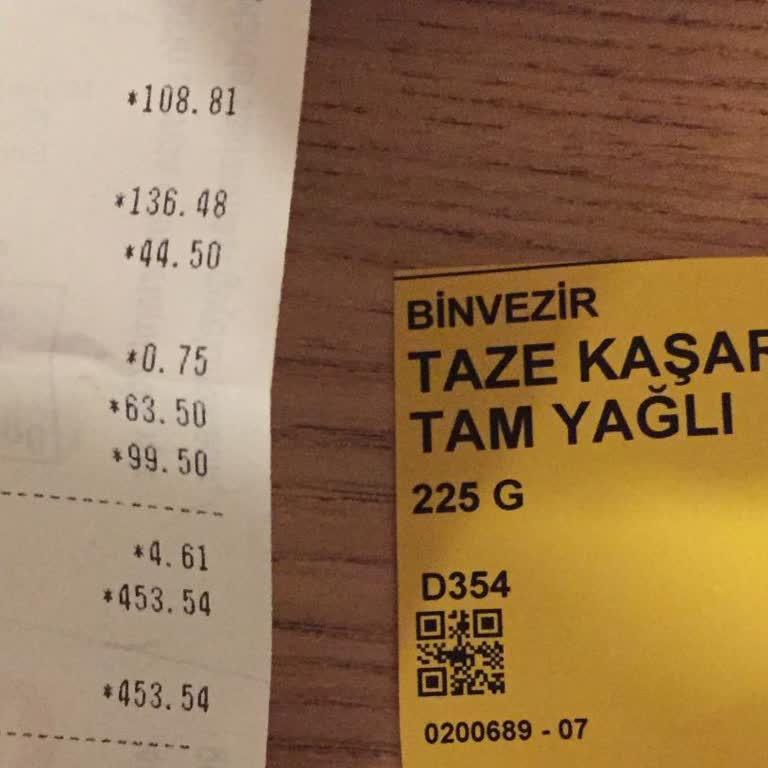 *108.81
*136.48
*44.50
*0.75
*63.50
*99.50
*4.61
*453.54
*453.54
BİNVEZİR
TAZE KAŞAR
TAM YAĞLI
225 G
D354
0200689 - 07